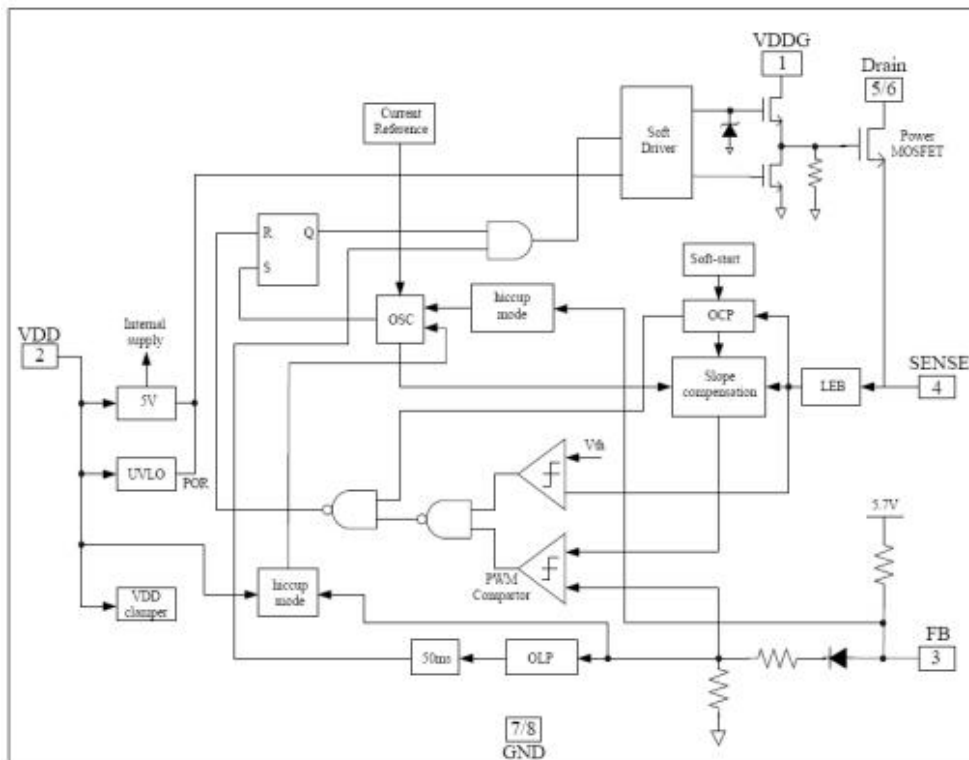 VDDG
1
Drain
5/6
Current
Reference
Soft
Driver
Power
MOSFET
R
Q
S
Soft-start
OSC
hiccup
mode
OCP
Internal
supply
VDD
2
Slope
compensation
LEB
SENSE
4
5V
Vth
UVLO
POR
5.7V
hiccup
mode
PWM
Compartor
VDD
clamper
50ms
OLP
FB
3
7/8
GND